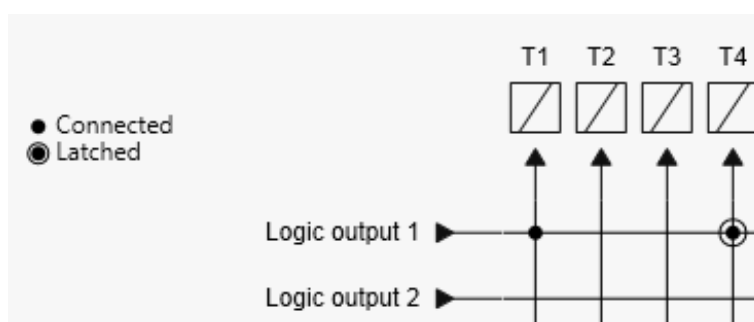 T1 T2 T3 T4
Connected
Latched
Logic output 1
Logic output 2